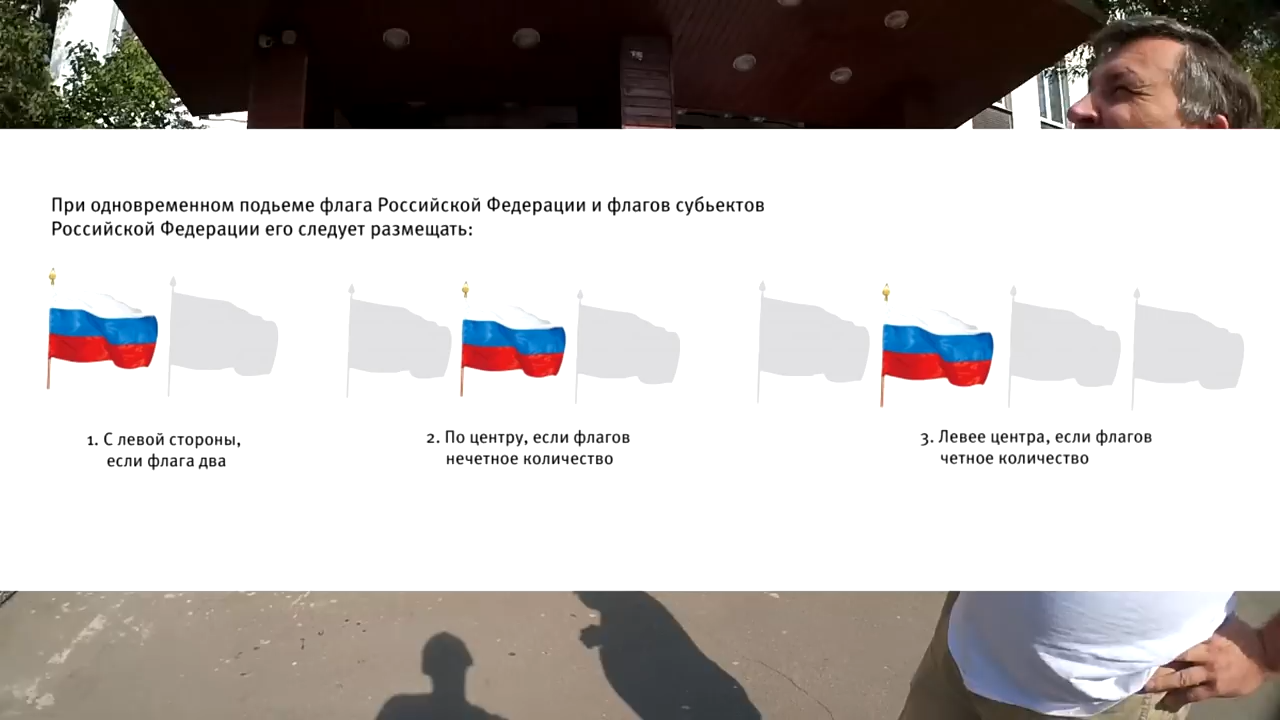 При одновременном подьеме флага Российской Федерации и флагов субьектов
Российской Федерации его следует размещать:
1. С левой стороны,
если флага два
2. По центру, если флагов
нечетное количество
3. Левее центра, если флагов
четное количество